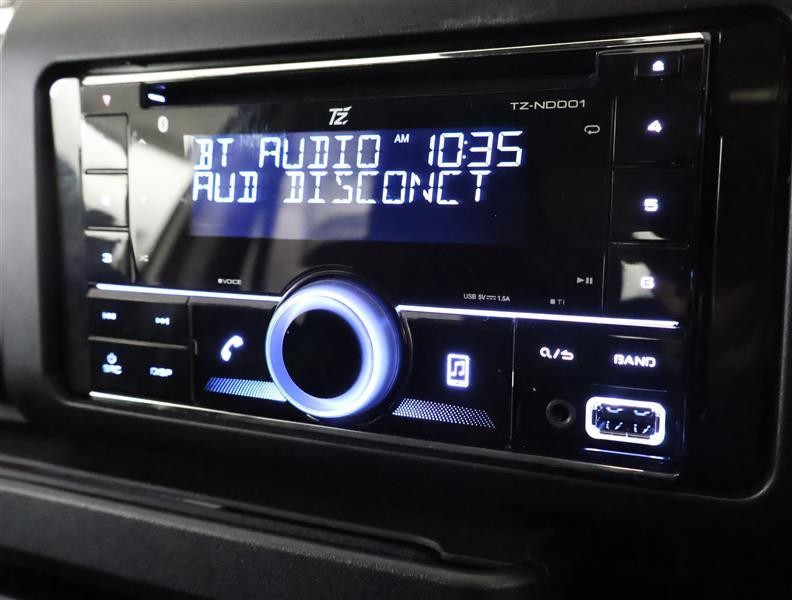 TZ
TZ-ND001
BT AUDIO AM 10:35
AUD DISCONCT
4
5
6
3
VOICE
USB 5V 1.5A
TI
SRC
DISP
BAND